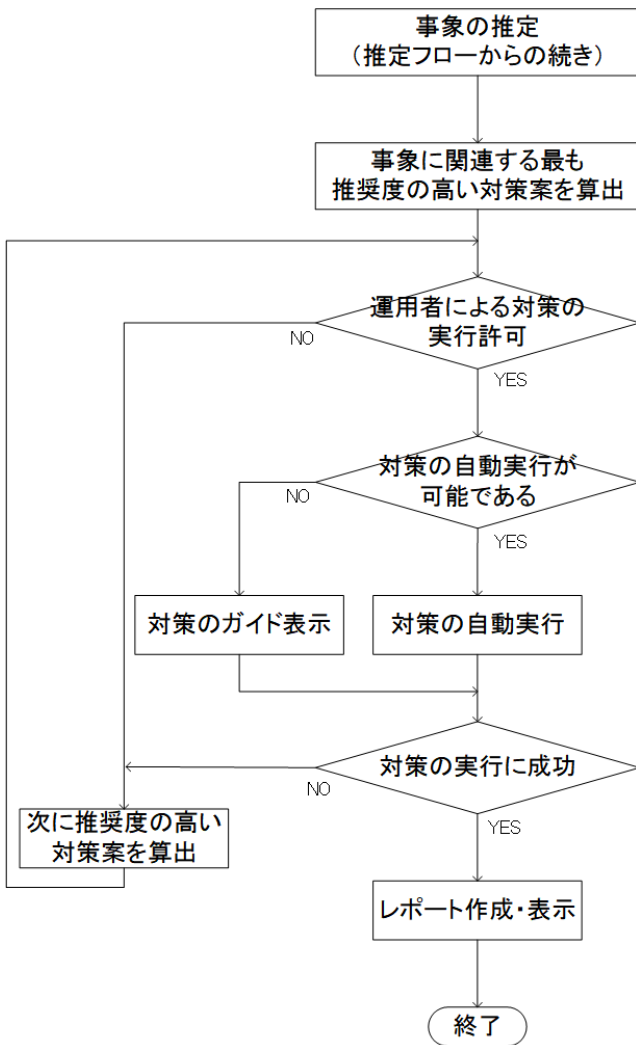 事象の推定
（推定フローからの続き）
事象に関連する最も
推奨度の高い対策案を算出
運用者による対策の
実行許可
NO
YES
対策の自動実行が
可能である
NO
YES
対策のガイド表示
対策の自動実行
対策の実行に成功
NO
YES
次に推奨度の高い
対策案を算出
レポート作成・表示
終了